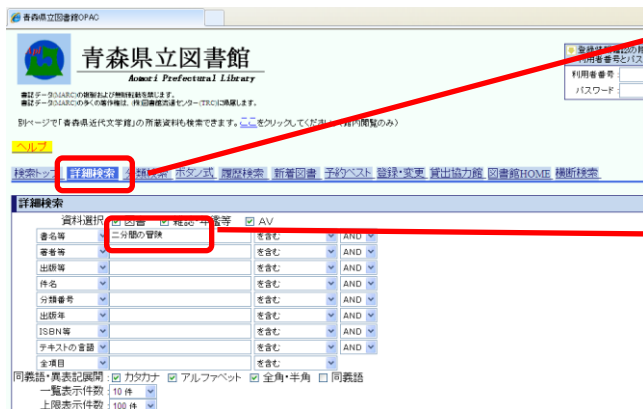 青森県立図書館OPAC
青森県立図書館
Aomori Prefectural Library
書誌データ(MARC)の複製および無断転載を禁じます。
書誌データ(MARC)の多くの著作権は、(株)図書館流通センター(TRC)に帰属します。
利用者番号:
パスワード:
別ページで「青森県近代文学館」の所蔵資料も検索できます。ここをクリックしてください
ヘルプ
検索トップ 詳細検索 分類検索 ボタン式 履歴検索 新着図書 予約ベスト 登録・変更 貸出協力館 図書館HOME 横断検索
詳細検索
資料選択 図書 雑誌・年鑑等 AV
書名等 二分間の冒険 を含む AND
著者等 を含む AND
出版等 を含む AND
件名 を含む AND
分類番号 を含む AND
出版年 を含む AND
ISBN等 を含む AND
テキストの言語 を含む AND
全項目 を含む
同義語・異表記展開: カタカナ アルファベット 全角・半角 同義語
一覧表示件数: 10 件
上限表示件数: 100 件